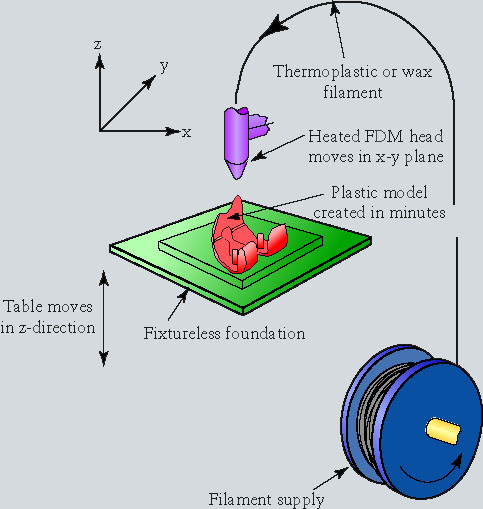 z
y
x
Thermoplastic or wax
filament
Heated FDM head
moves in x-y plane
Plastic model
created in minutes
Table moves
in z-direction
Fixtureless foundation
Filament supply